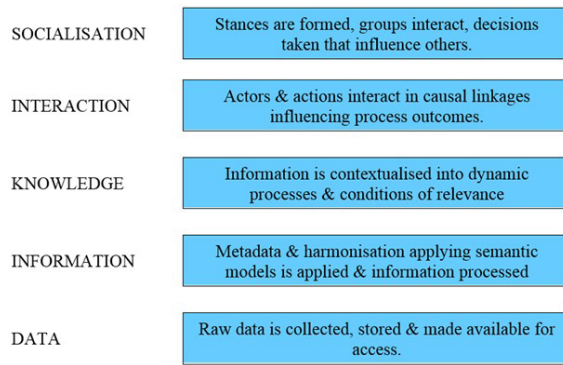 SOCIALISATION
Stances are formed, groups interact, decisions
taken that influence others.
INTERACTION
Actors & actions interact in causal linkages
influencing process outcomes.
KNOWLEDGE
Information is contextualised into dynamic
processes & conditions of relevance
INFORMATION
Metadata & harmonisation applying semantic
models is applied & information processed
DATA
Raw data is collected, stored & made available for
access.